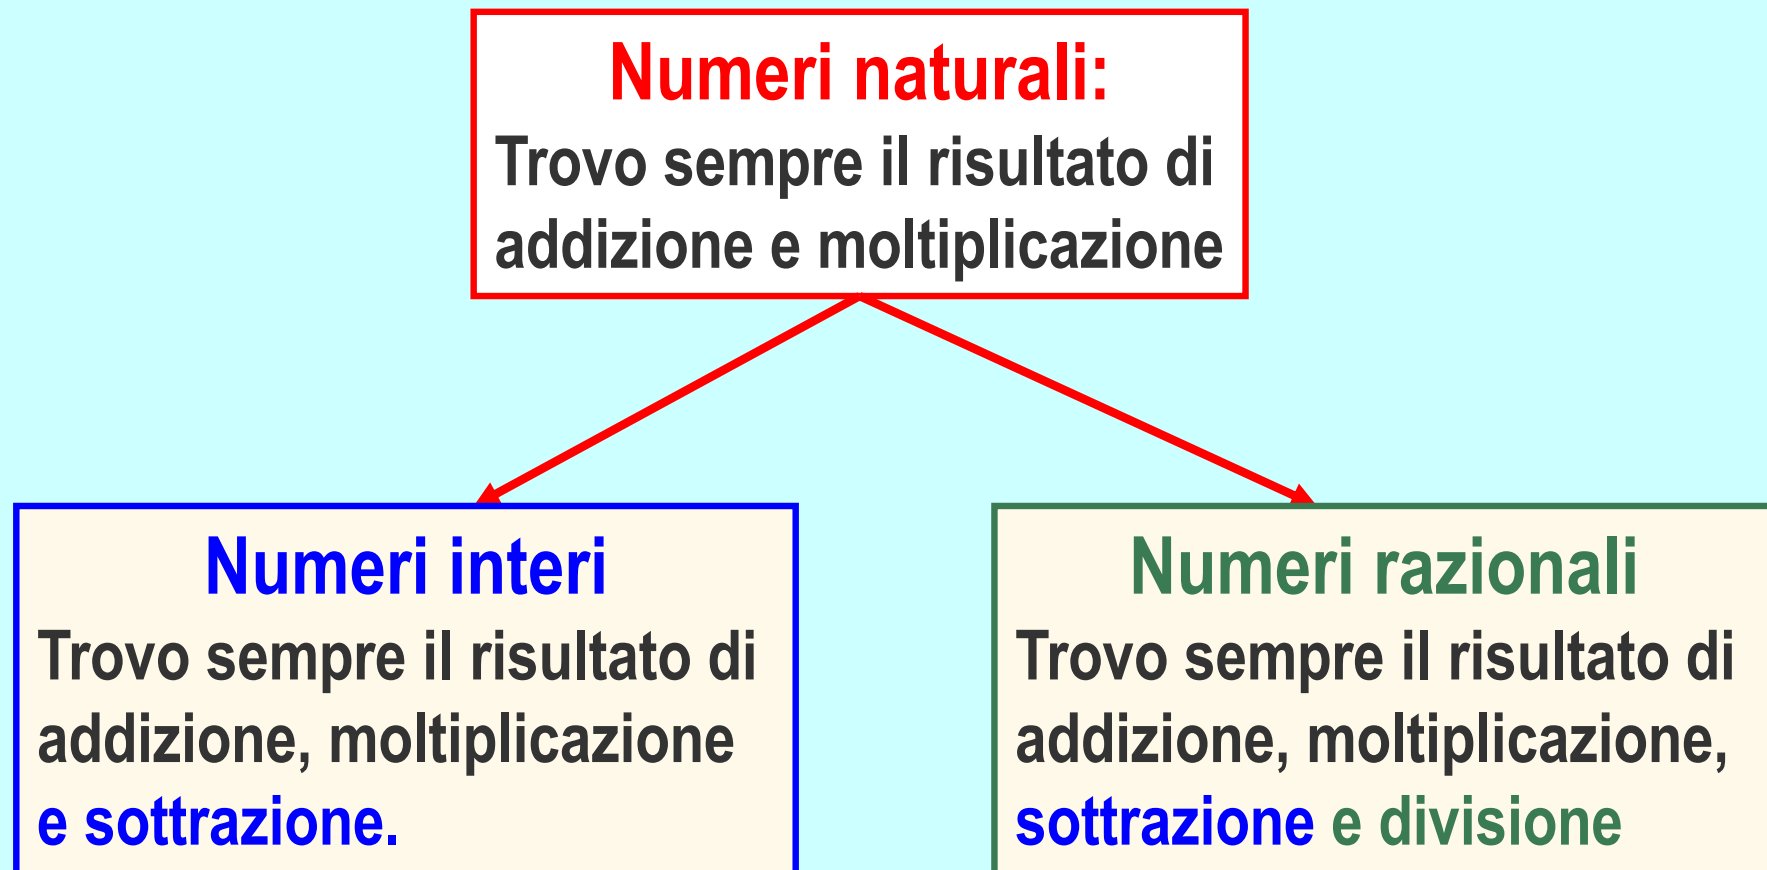 Numeri naturali:
Trovo sempre il risultato di
addizione e moltiplicazione
Numeri interi
Trovo sempre il risultato di
addizione, moltiplicazione
e sottrazione.
Numeri razionali
Trovo sempre il risultato di
addizione, moltiplicazione,
sottrazione e divisione